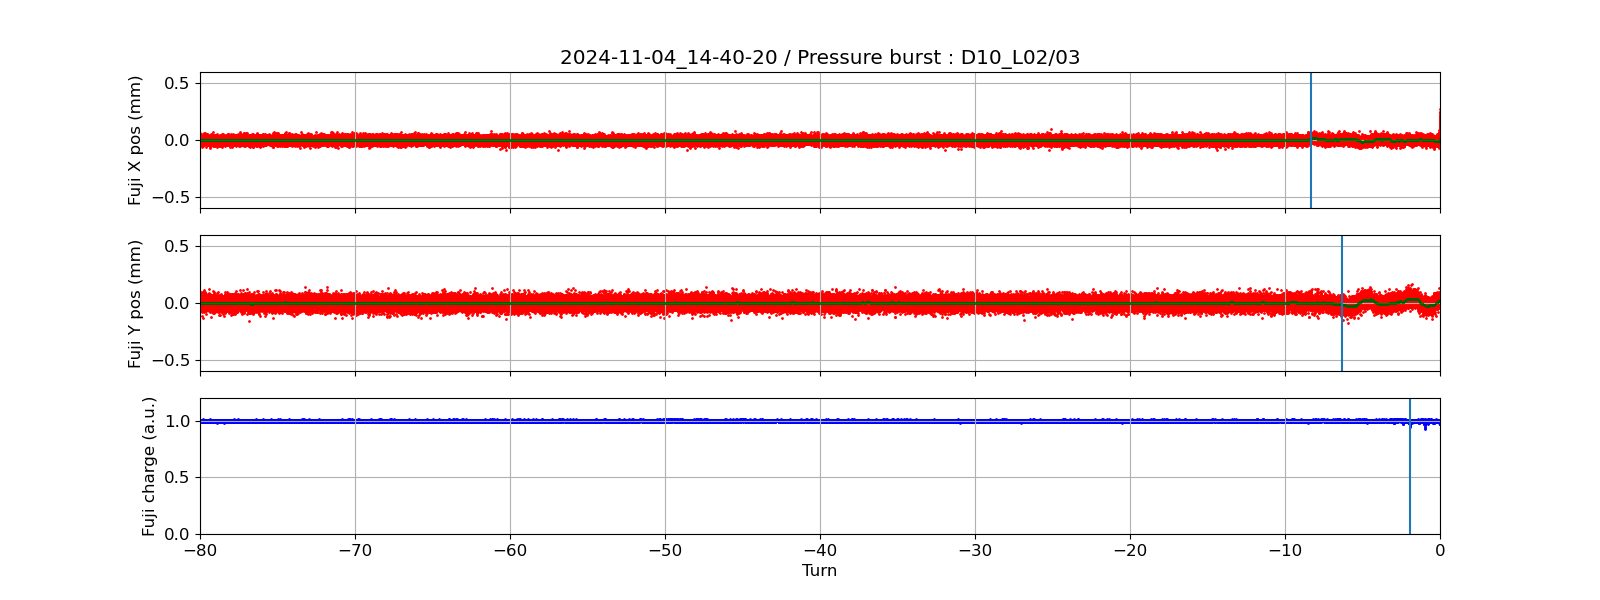 2024-11-04_14-40-20 / Pressure burst : D10_L02/03
Fuji X pos (mm)
0.5
0.0
−0.5
Fuji Y pos (mm)
0.5
0.0
−0.5
Fuji charge (a.u.)
1.0
0.5
0.0
−80 −70 −60 −50 −40 −30 −20 −10 0
Turn